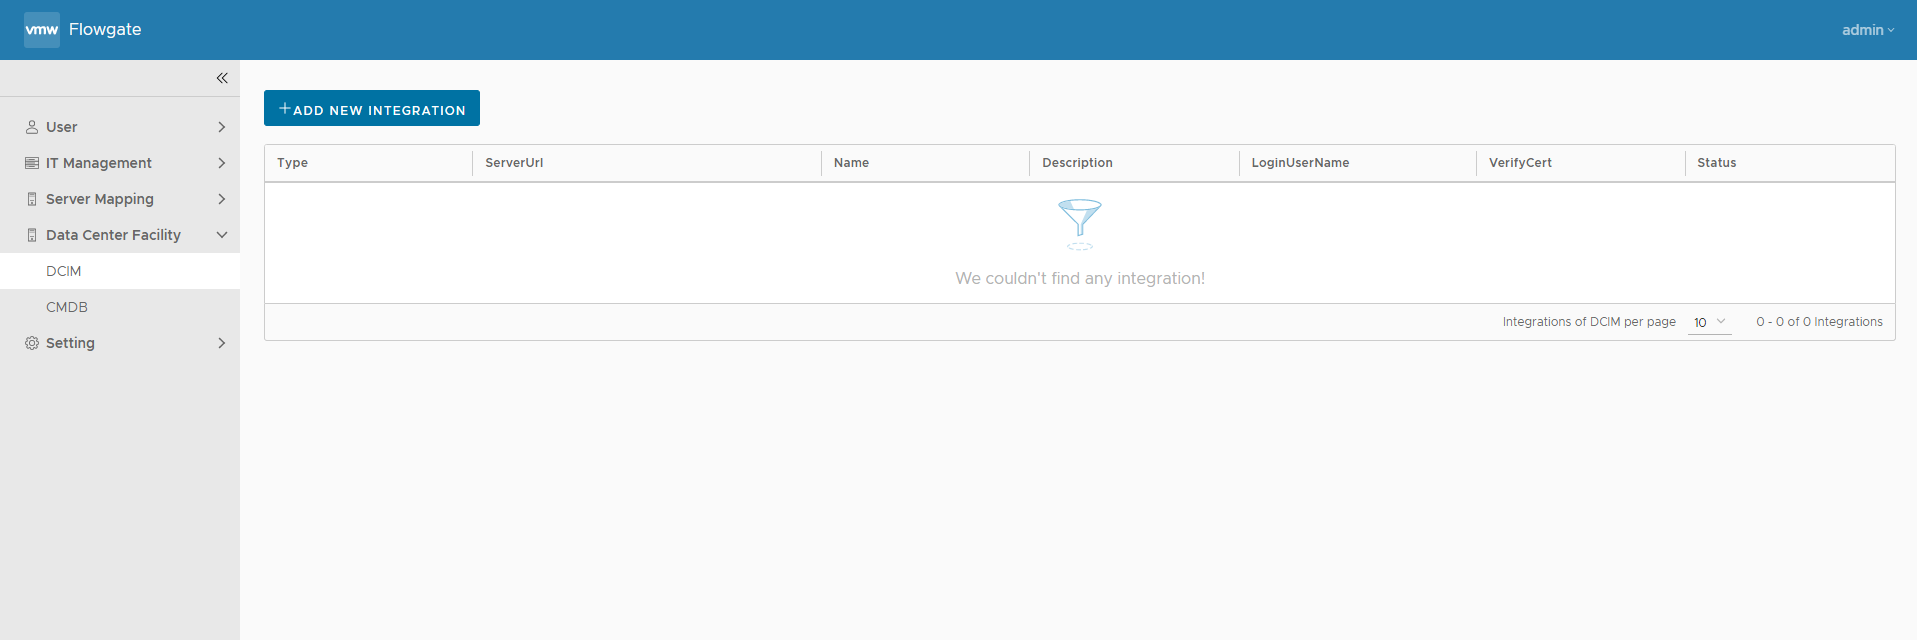 vmw Flowgate
admin
User
IT Management
Server Mapping
Data Center Facility
DCIM
CMDB
Setting
ADD NEW INTEGRATION
Type ServerUrl Name Description LoginUserName VerifyCert Status
We couldn't find any integration!
Integrations of DCIM per page 10 0 - 0 of 0 Integrations